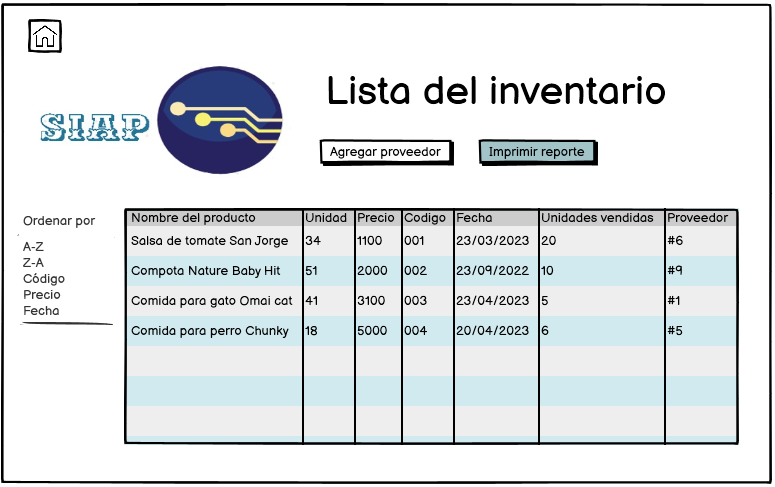 SIAP
Lista del inventario
Agregar proveedor
Imprimir reporte
Ordenar por
A-Z
Z-A
Código
Precio
Fecha
Nombre del producto Unidad Precio Codigo Fecha Unidades vendidas Proveedor
Salsa de tomate San Jorge 34 1100 001 23/03/2023 20 #6
Compota Nature Baby Hit 51 2000 002 23/09/2022 10 #9
Comida para gato Omai cat 41 3100 003 23/04/2023 5 #1
Comida para perro Chunky 18 5000 004 20/04/2023 6 #5